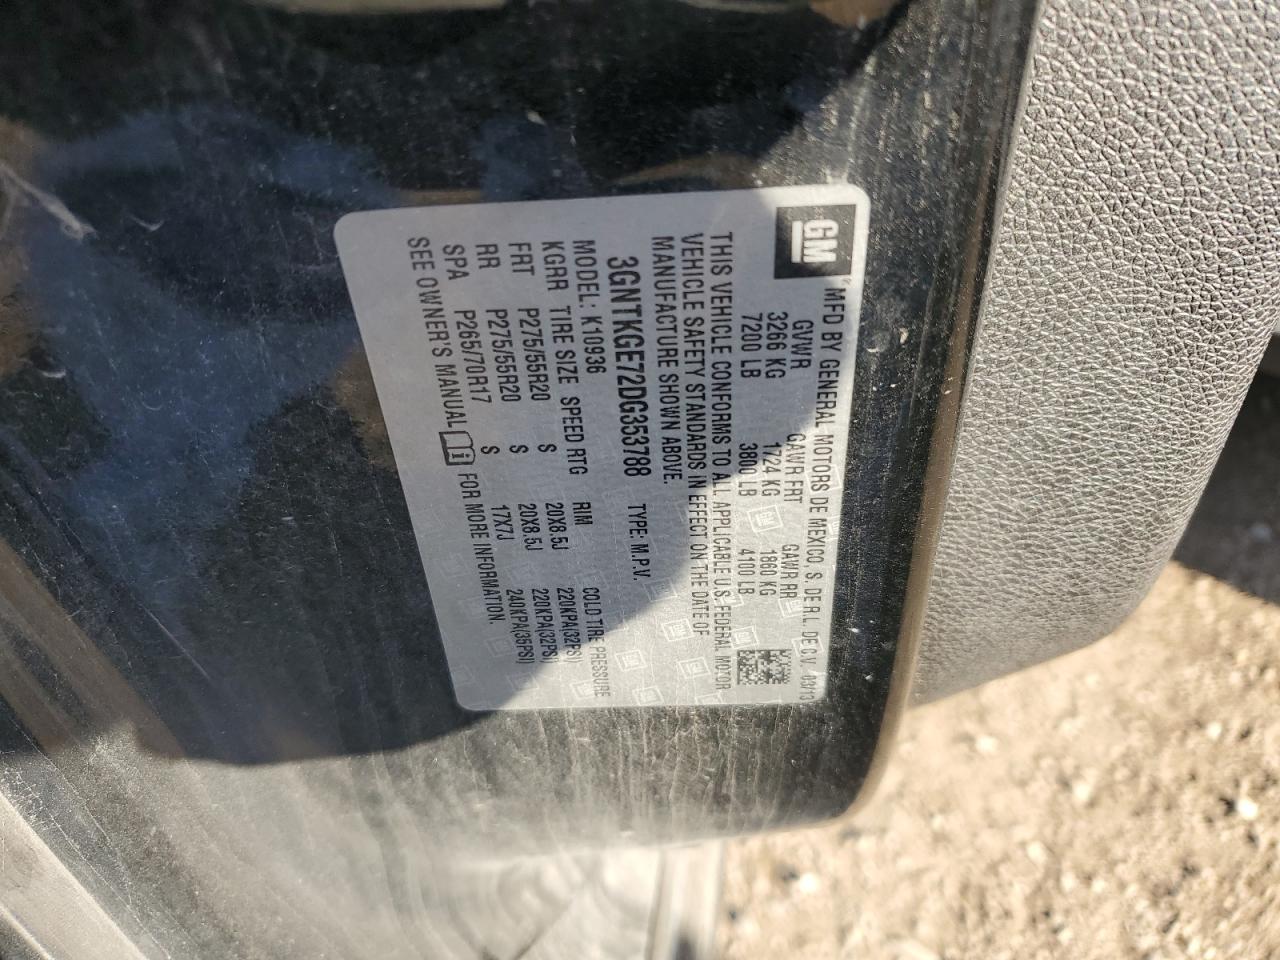 GM
MFD BY GENERAL MOTORS DE MEXICO, S. DE R.L. DE C.V. 03/13
GVWR GAWR FRT GAWR RR
3266 KG 1724 KG 1860 KG
7200 LB 3800 LB 4100 LB
THIS VEHICLE CONFORMS TO ALL APPLICABLE U.S. FEDERAL MOTOR
VEHICLE SAFETY STANDARDS IN EFFECT ON THE DATE OF
MANUFACTURE SHOWN ABOVE.
3GNTKGE72DG353788 TYPE: M.P.V.
MODEL: K10936
KGRR TIRE SIZE SPEED RTG RIM COLD TIRE PRESSURE
FRT P275/55R20 S 20X8.5J 220KPA(32PSI)
RR P275/55R20 S 20X8.5J 220KPA(32PSI)
SPA P265/70R17 S 17X7J 240KPA(35PSI)
SEE OWNER'S MANUAL i FOR MORE INFORMATION.